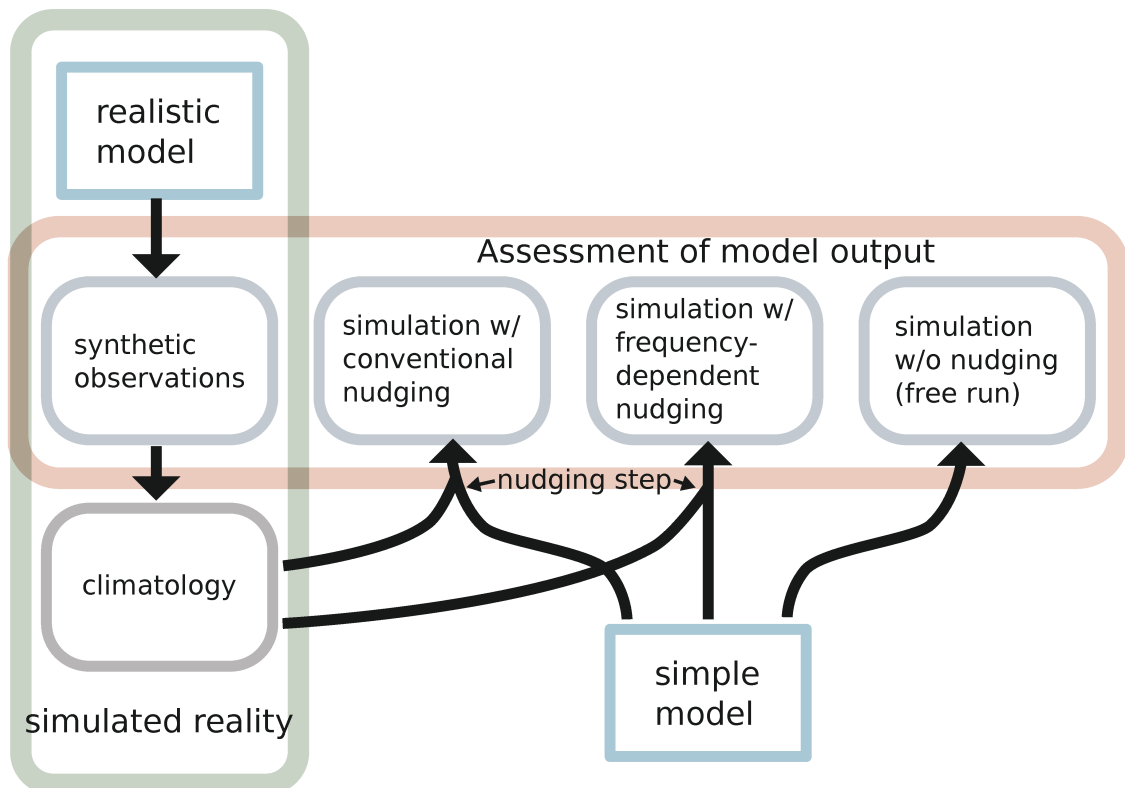 realistic
model
Assessment of model output
synthetic
observations
simulation w/
conventional
nudging
simulation w/
frequency-
dependent
nudging
simulation
w/o nudging
(free run)
nudging step
climatology
simple
model
simulated reality